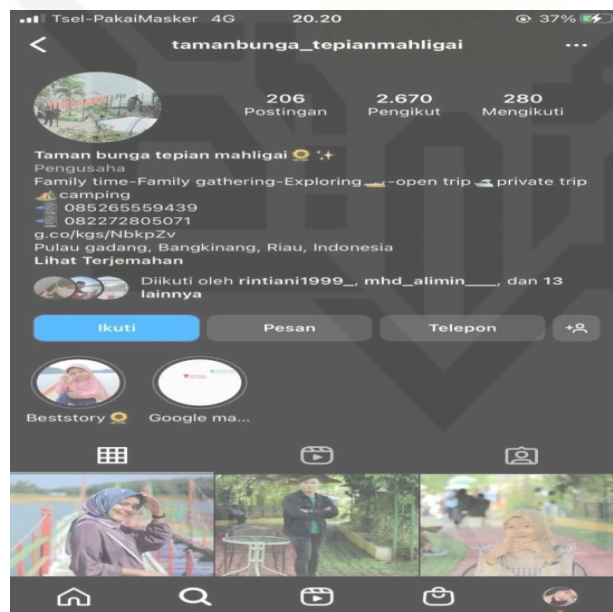 Tsel-PakaiMasker 4G 20.20 37%
tamanbunga_tepianmahligai
206 2.670 280
Postingan Pengikut Mengikuti
Taman bunga tepian mahligai
Pengusaha
Family time-Family gathering-Exploring -open trip private trip
camping
085265559439
082272805071
g.co/kgs/NbkpZv
Pulau gadang, Bangkinang, Riau, Indonesia
Lihat Terjemahan
Diikuti oleh rintiani1999_, mhd_alimin___, dan 13
lainnya
Ikuti Pesan Telepon
Beststory Google ma...